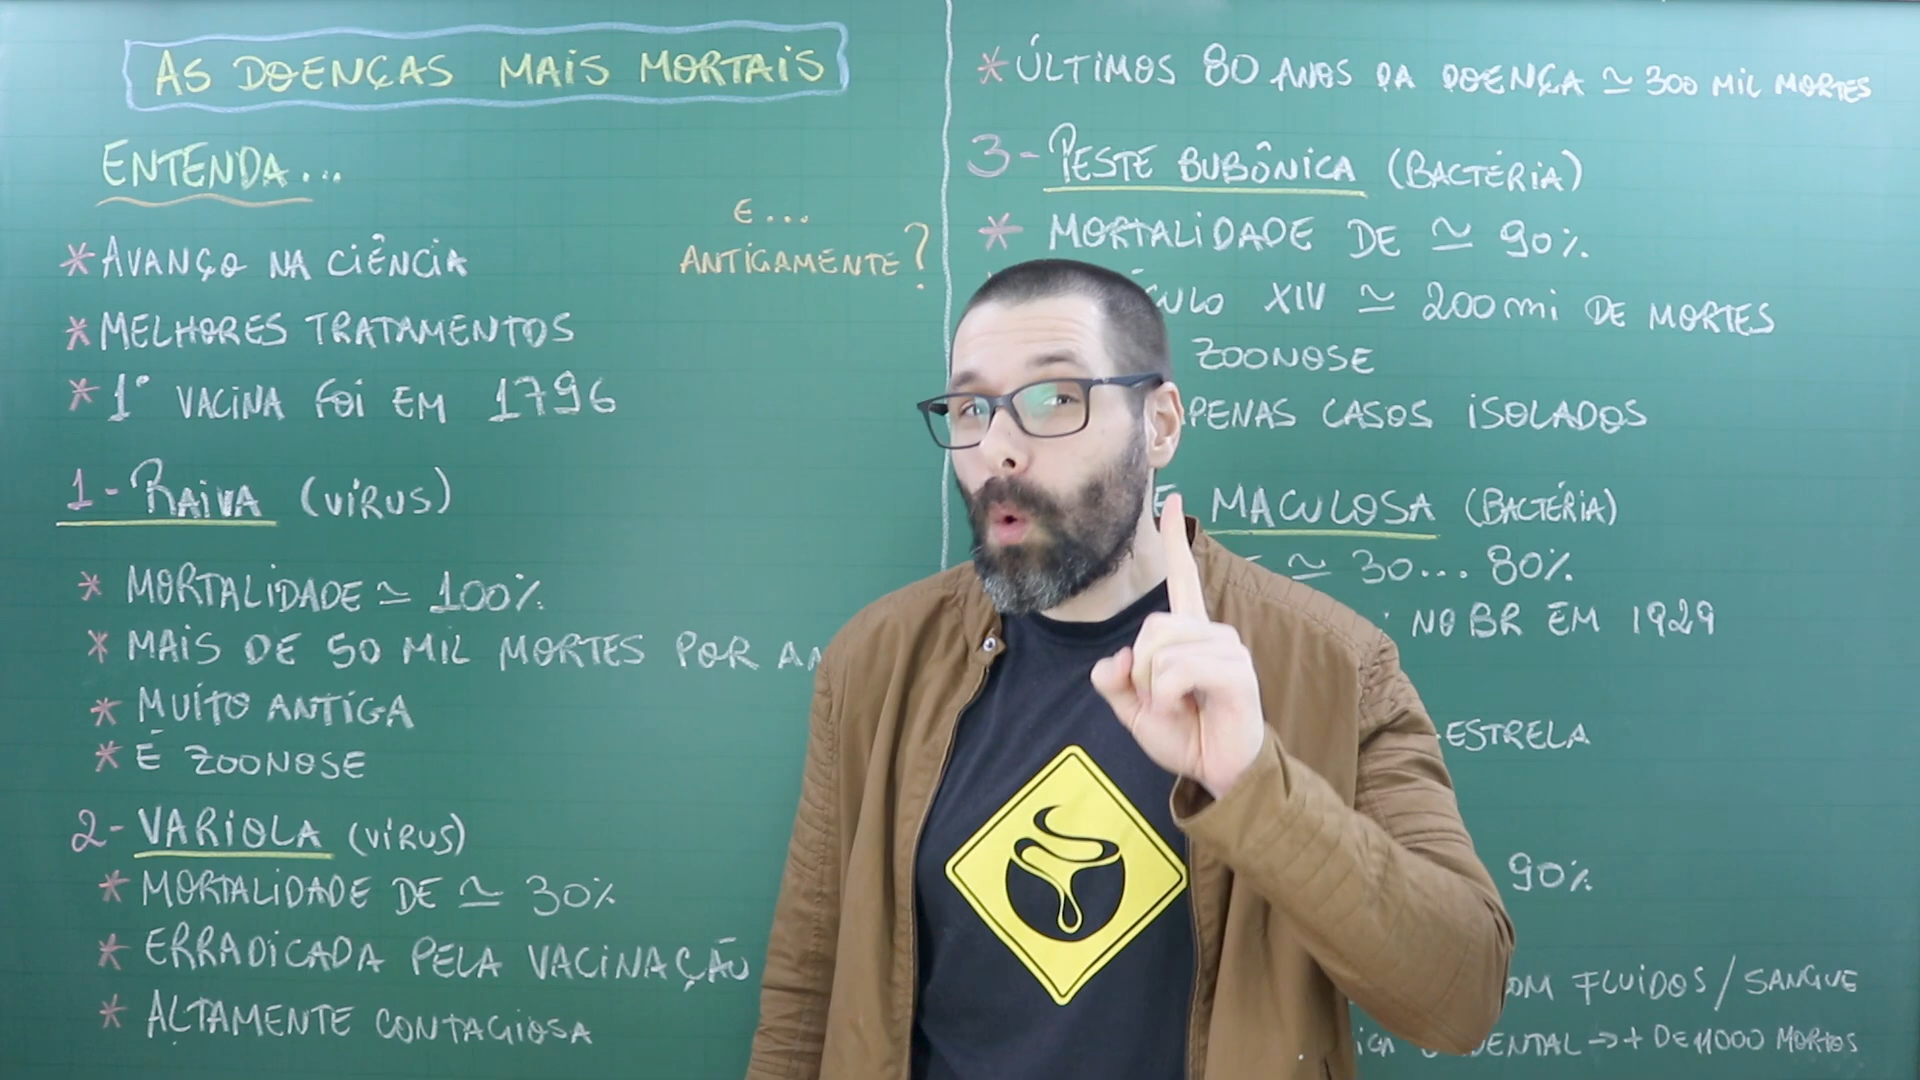 AS DOENÇAS MAIS MORTAIS
ENTENDA...
E...
ANTIGAMENTE?
* AVANÇO NA CIÊNCIA
* MELHORES TRATAMENTOS
* 1° VACINA FOI EM 1796
1- RAIVA (VÍRUS)
* MORTALIDADE ≃ 100%
* MAIS DE 50 MIL MORTES POR
* MUITO ANTIGA
* É ZOONOSE
2- VARIOLA (VÍRUS)
* MORTALIDADE DE ≃ 30%
* ERRADICADA PELA VACINAÇÃO
* ALTAMENTE CONTAGIOSA
* ÚLTIMOS 80 ANOS DA DOENÇA ≃ 300 MIL MORTES
3- PESTE BUBÔNICA (BACTÉRIA)
* MORTALIDADE DE ≃ 90%
XIV ≃ 200 mi DE MORTES
ZOONOSE
CASOS ISOLADOS
MACULOSA (BACTÉRIA)
≃ 30... 80%
NO BR EM 1929
ESTRELA
90%
FLUIDOS/SANGUE
→ + DE 11000 MORTOS